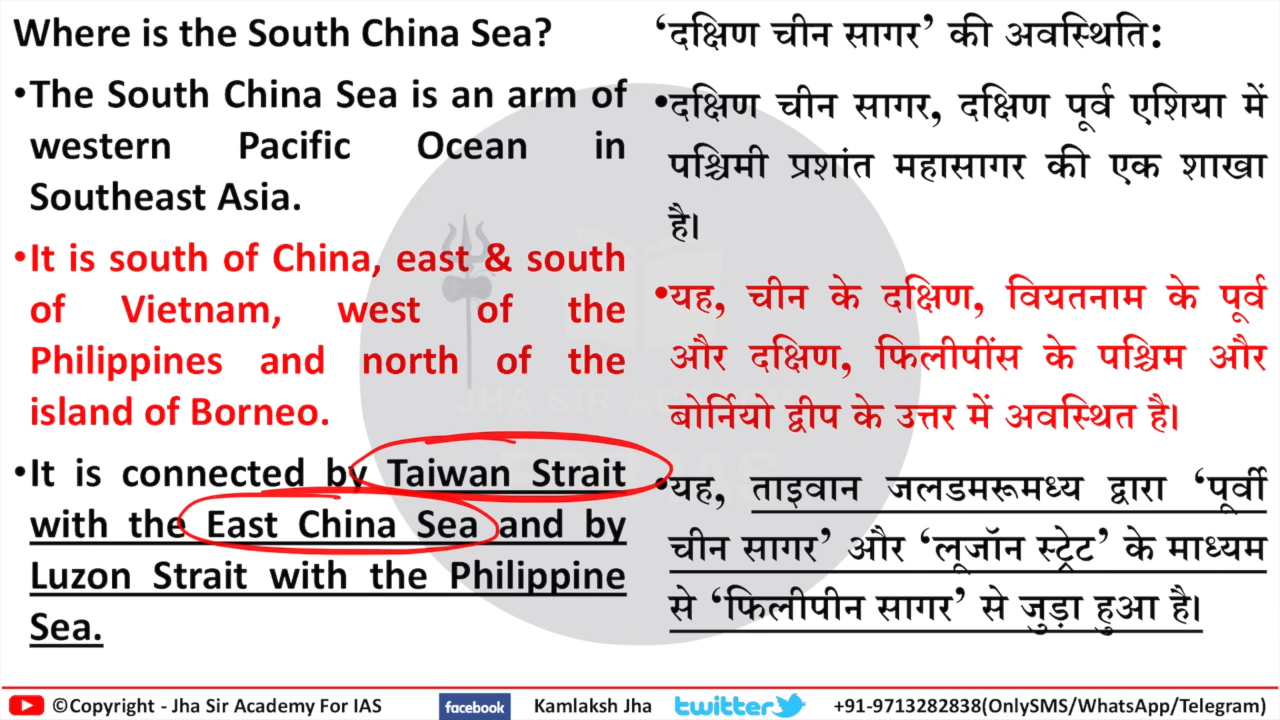 Where is the South China Sea?
•The South China Sea is an arm of
western Pacific Ocean in
Southeast Asia.
•It is south of China, east & south
of Vietnam, west of the
Philippines and north of the
island of Borneo.
•It is connected by Taiwan Strait
with the East China Sea and by
Luzon Strait with the Philippine
Sea.
‘दक्षिण चीन सागर’ की अवस्थिति:
•दक्षिण चीन सागर, दक्षिण पूर्व एशिया में
पश्चिमी प्रशांत महासागर की एक शाखा
है।
•यह, चीन के दक्षिण, वियतनाम के पूर्व
और दक्षिण, फिलीपींस के पश्चिम और
बोर्नियो द्वीप के उत्तर में अवस्थित है।
•यह, ताइवान जलडमरूमध्य द्वारा ‘पूर्वी
चीन सागर’ और ‘लूजॉन स्ट्रेट’ के माध्यम
से ‘फिलीपीन सागर’ से जुड़ा हुआ है।
JHA SIR ACADEMY
FOR IAS
©Copyright - Jha Sir Academy For IAS
facebook
Kamlaksh Jha
twitter
+91-9713282838(OnlySMS/WhatsApp/Telegram)